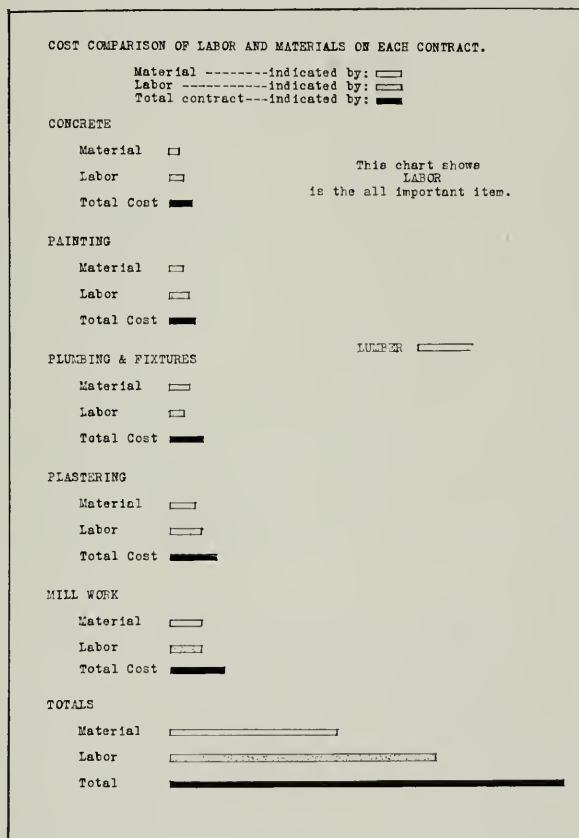 COST COMPARISON OF LABOR AND MATERIALS ON EACH CONTRACT.
Material --------indicated by:
Labor -----------indicated by:
Total contract---indicated by:
CONCRETE
Material
Labor
Total Cost
This chart shows
LABOR
is the all important item.
PAINTING
Material
Labor
Total Cost
LUMBER
PLUMBING & FIXTURES
Material
Labor
Total Cost
PLASTERING
Material
Labor
Total Cost
MILL WORK
Material
Labor
Total Cost
TOTALS
Material
Labor
Total